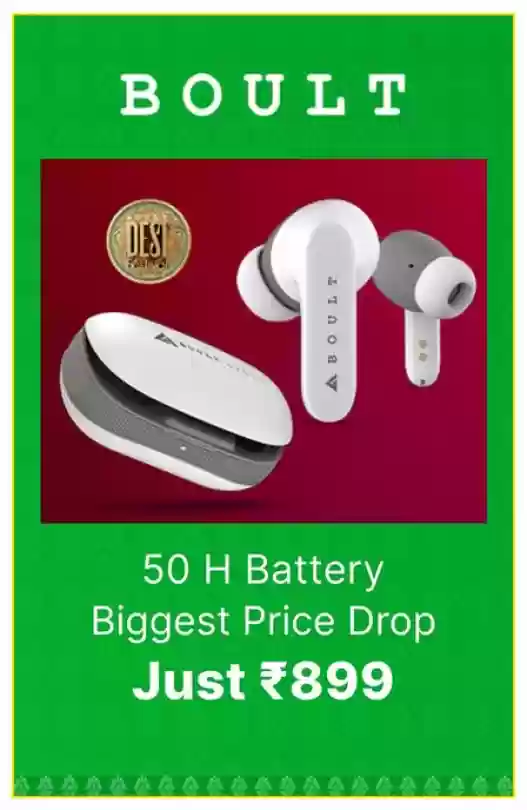 BOULT
DESI
BOULT
50 H Battery
Biggest Price Drop
Just ₹899